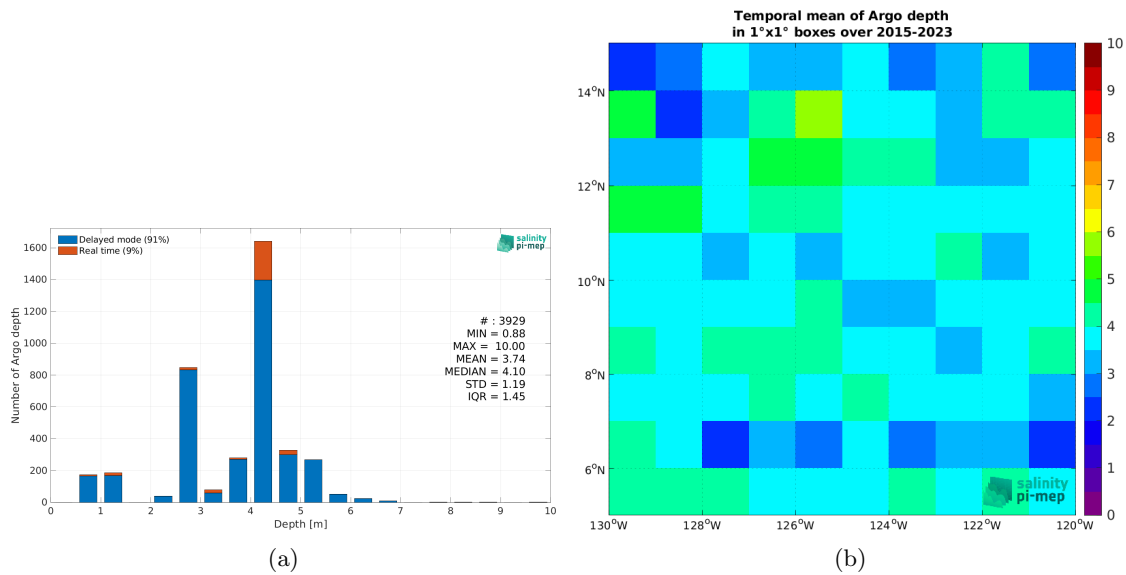 Delayed mode (91%)
Real time (9%)
salinity
pi-mep
# : 3929
MIN = 0.88
MAX = 10.00
MEAN = 3.74
MEDIAN = 4.10
STD = 1.19
IQR = 1.45
Number of Argo depth
1600
1400
1200
1000
800
600
400
200
0
0 1 2 3 4 5 6 7 8 9 10
Depth [m]
(a)
Temporal mean of Argo depth
in 1°x1° boxes over 2015-2023
14°N
12°N
10°N
8°N
6°N
130°W 128°W 126°W 124°W 122°W 120°W
salinity
pi-mep
10
9
8
7
6
5
4
3
2
1
0
(b)